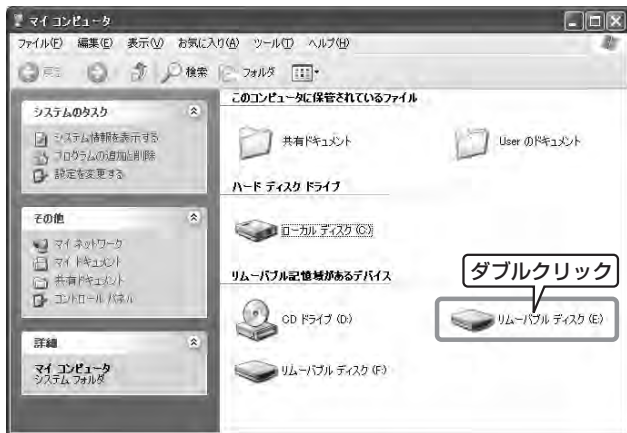 マイ コンピュータ
ファイル(F) 編集(E) 表示(V) お気に入り(A) ツール(T) ヘルプ(H)
戻る 検索 フォルダ
システムのタスク
システム情報を表示する
プログラムの追加と削除
設定を変更する
その他
マイ ネットワーク
マイ ドキュメント
共有ドキュメント
コントロール パネル
詳細
マイ コンピュータ
システム フォルダ
このコンピュータに保管されているファイル
共有ドキュメント
User のドキュメント
ハード ディスク ドライブ
ローカル ディスク (C:)
リムーバブル記憶域があるデバイス
ダブルクリック
CD ドライブ (D:)
リムーバブル ディスク (E:)
リムーバブル ディスク (F:)